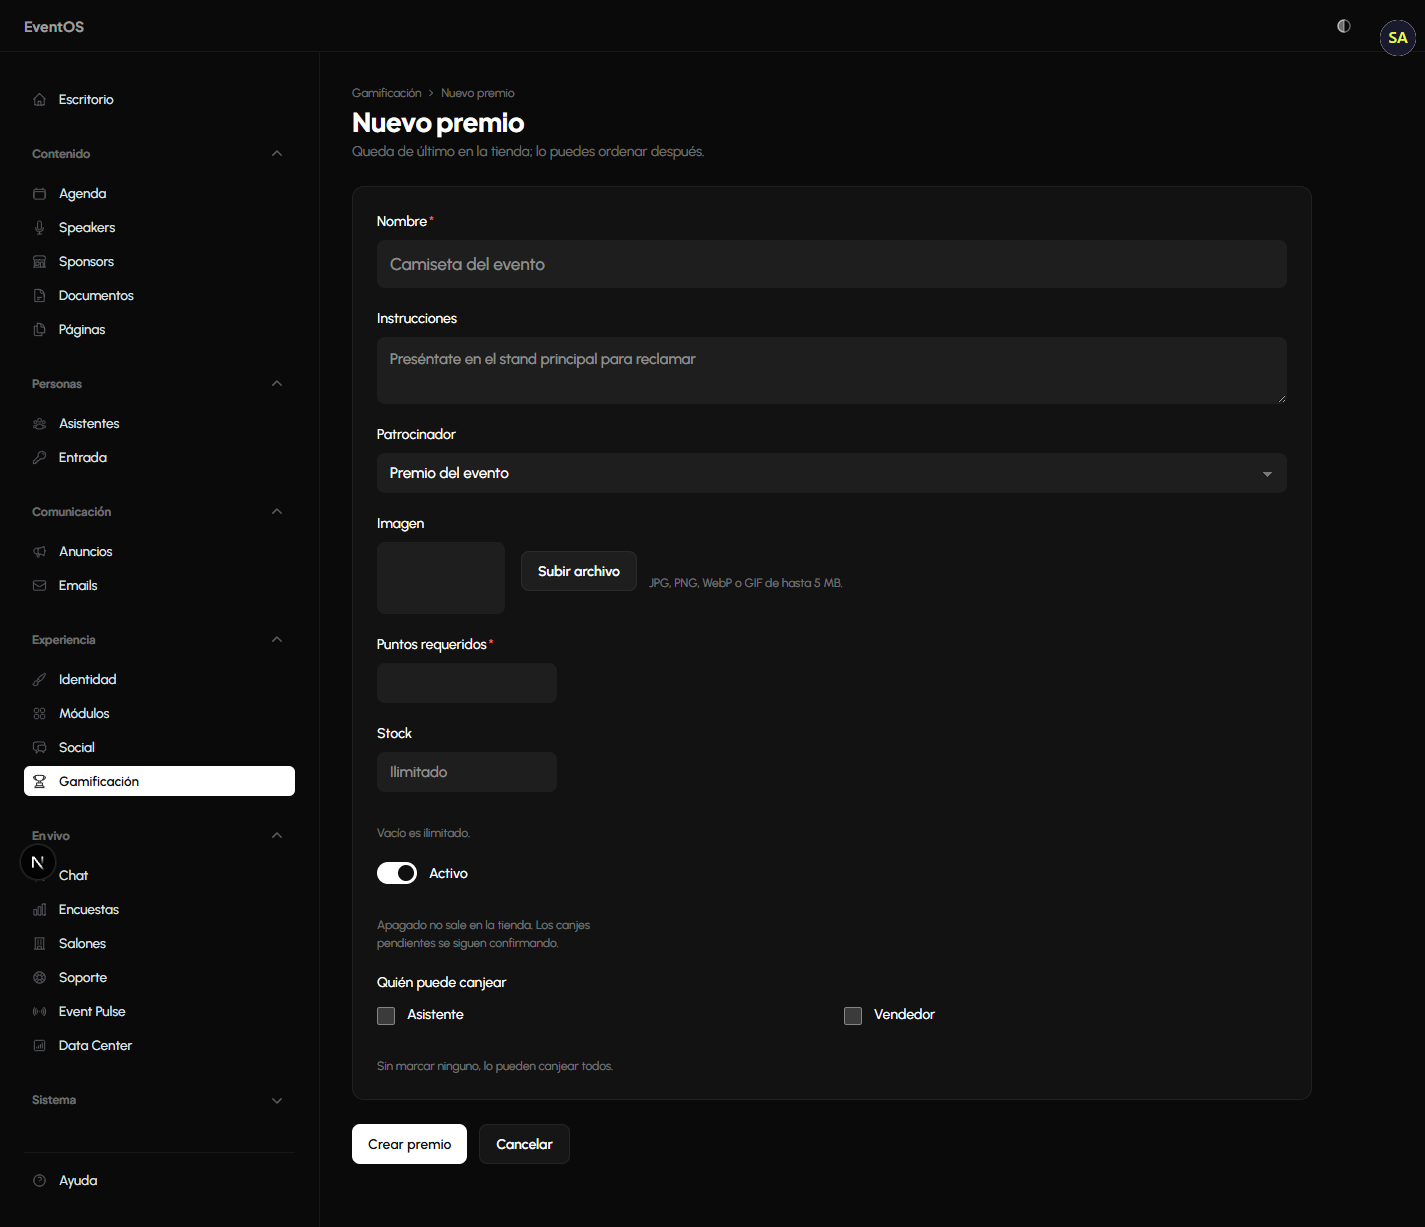 EventOS
SA
Escritorio
Contenido
Agenda
Speakers
Sponsors
Documentos
Páginas
Personas
Asistentes
Entrada
Comunicación
Anuncios
Emails
Experiencia
Identidad
Módulos
Social
Gamificación
En vivo
N
Chat
Encuestas
Salones
Soporte
Event Pulse
Data Center
Sistema
Ayuda
Gamificación > Nuevo premio
Nuevo premio
Queda de último en la tienda; lo puedes ordenar después.
Nombre*
Camiseta del evento
Instrucciones
Preséntate en el stand principal para reclamar
Patrocinador
Premio del evento
Imagen
Subir archivo
JPG, PNG, WebP o GIF de hasta 5 MB.
Puntos requeridos*
Stock
Ilimitado
Vacío es ilimitado.
Activo
Apagado no sale en la tienda. Los canjes
pendientes se siguen confirmando.
Quién puede canjear
Asistente
Vendedor
Sin marcar ninguno, lo pueden canjear todos.
Crear premio
Cancelar